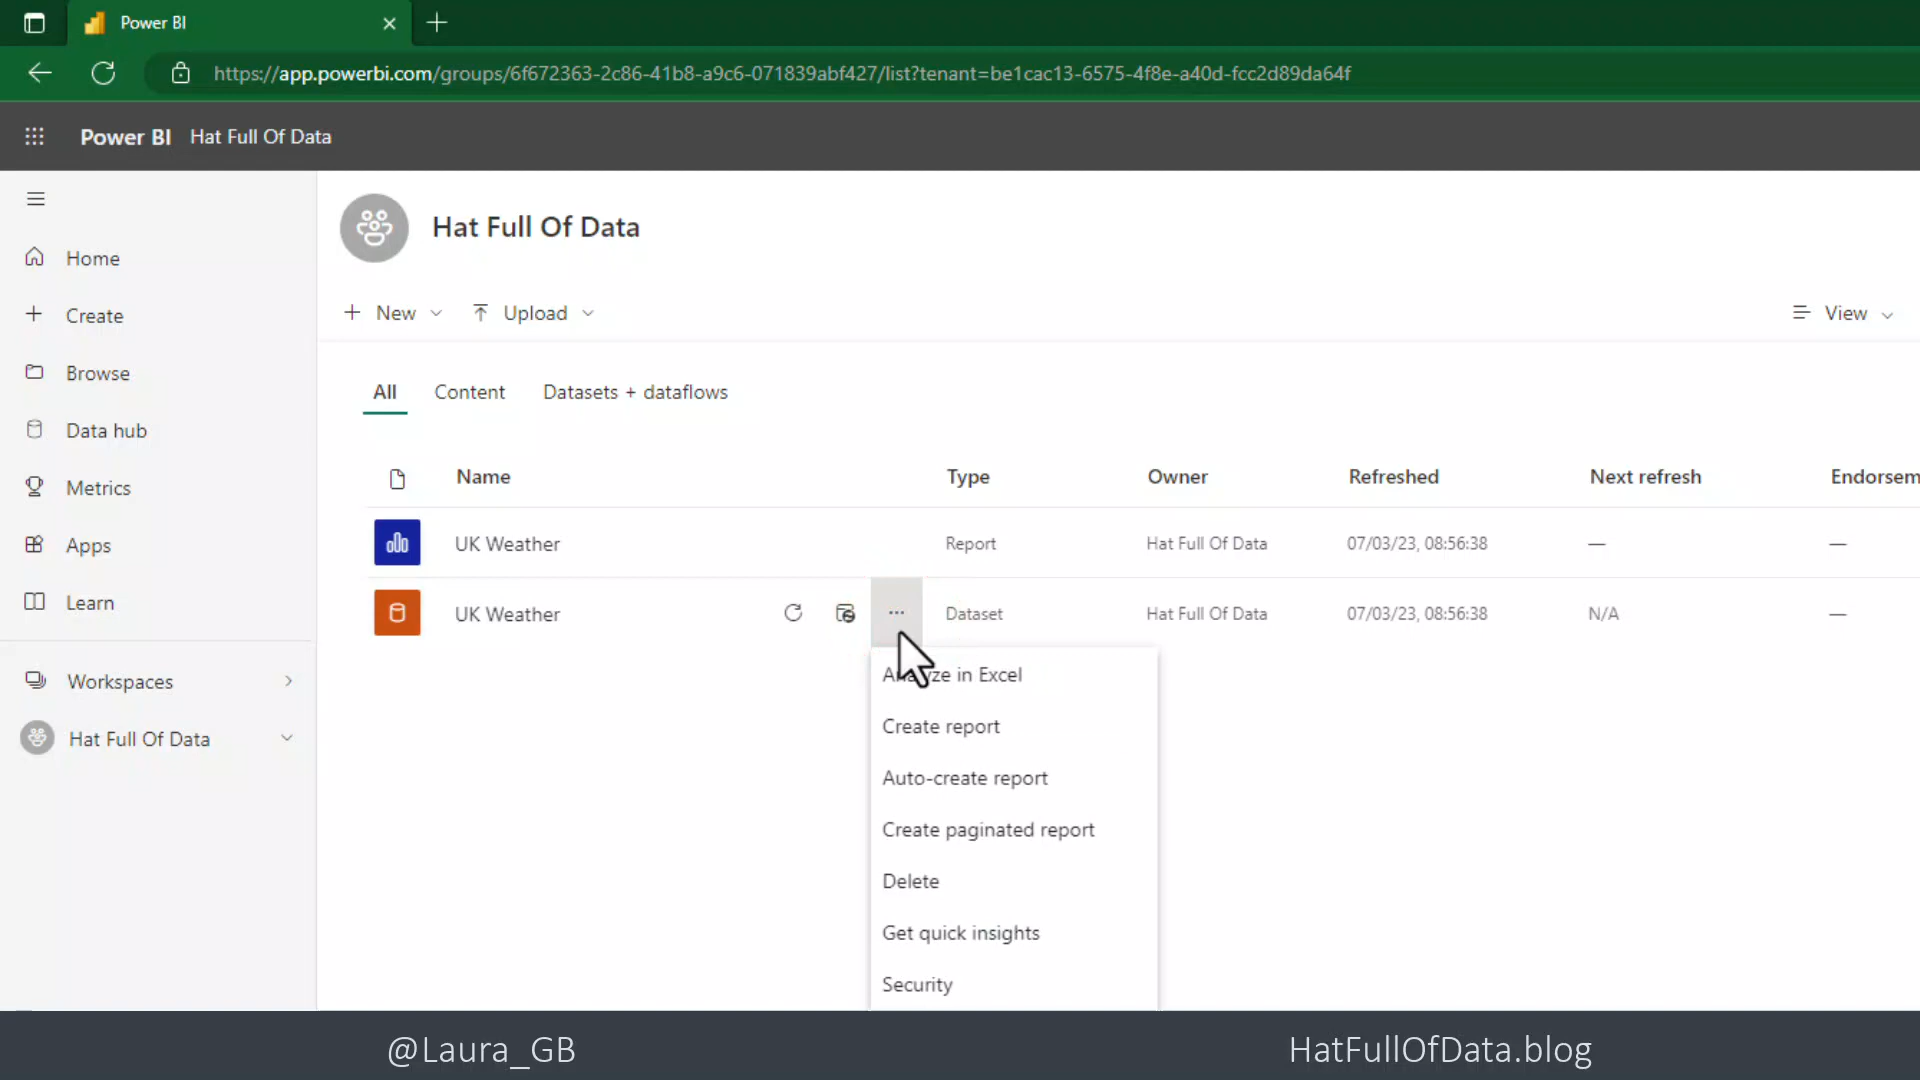 Power BI
https://app.powerbi.com/groups/6f672363-2c86-41b8-a9c6-071839abf427/list?tenant=be1cac13-6575-4f8e-a40d-fcc2d89da64f
Power BI Hat Full Of Data
Hat Full Of Data
Home
Create
Browse
Data hub
Metrics
Apps
Learn
Workspaces
Hat Full Of Data
New Upload View
All Content Datasets + dataflows
Name Type Owner Refreshed Next refresh Endorsem
UK Weather Report Hat Full Of Data 07/03/23, 08:56:38 — —
UK Weather ... Dataset Hat Full Of Data 07/03/23, 08:56:38 N/A —
Analyze in Excel
Create report
Auto-create report
Create paginated report
Delete
Get quick insights
Security
@Laura_GB HatFullOfData.blog